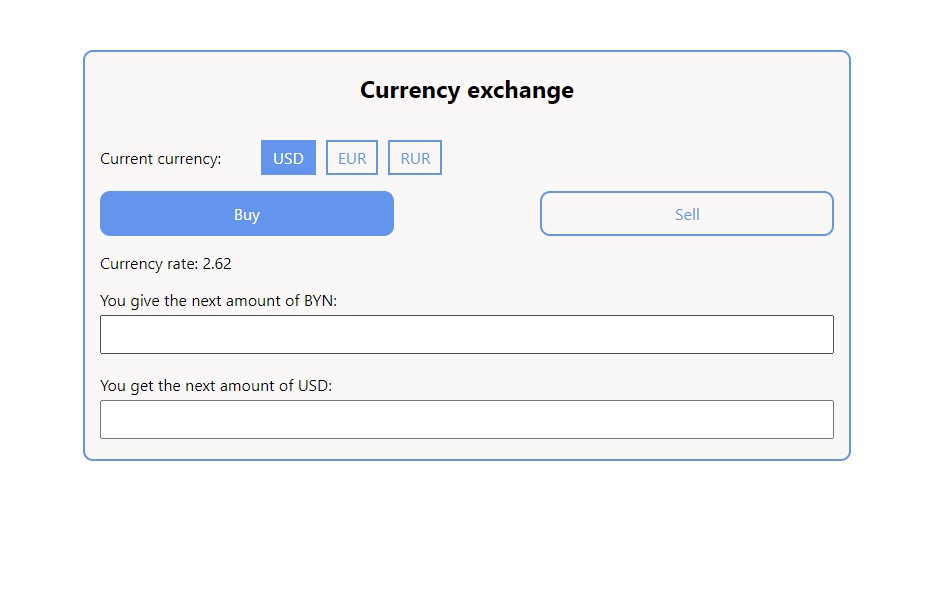 Currency exchange
Current currency: USD EUR RUR
Buy Sell
Currency rate: 2.62
You give the next amount of BYN:
You get the next amount of USD: